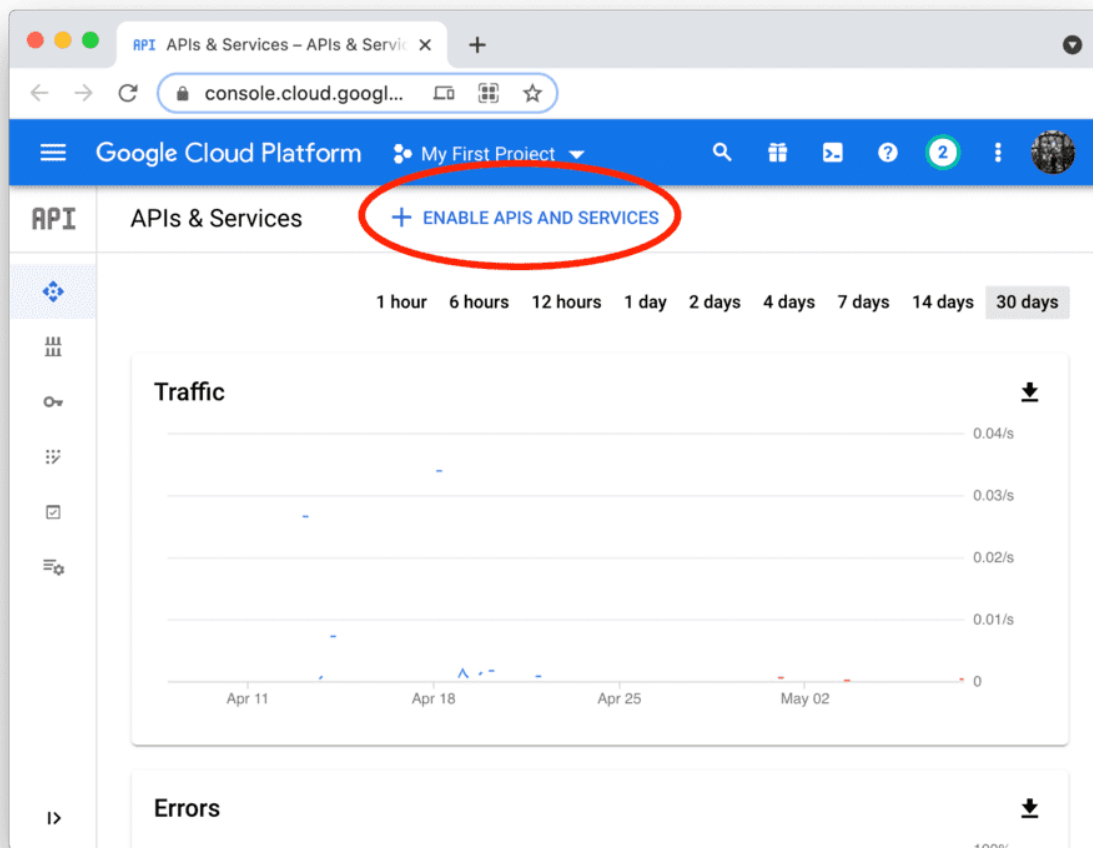 API APIs & Services – APIs & Servic
console.cloud.googl...
Google Cloud Platform My First Project 2
API APIs & Services + ENABLE APIS AND SERVICES
1 hour 6 hours 12 hours 1 day 2 days 4 days 7 days 14 days 30 days
Traffic
0.04/s
0.03/s
0.02/s
0.01/s
0
Apr 11 Apr 18 Apr 25 May 02
Errors
100%